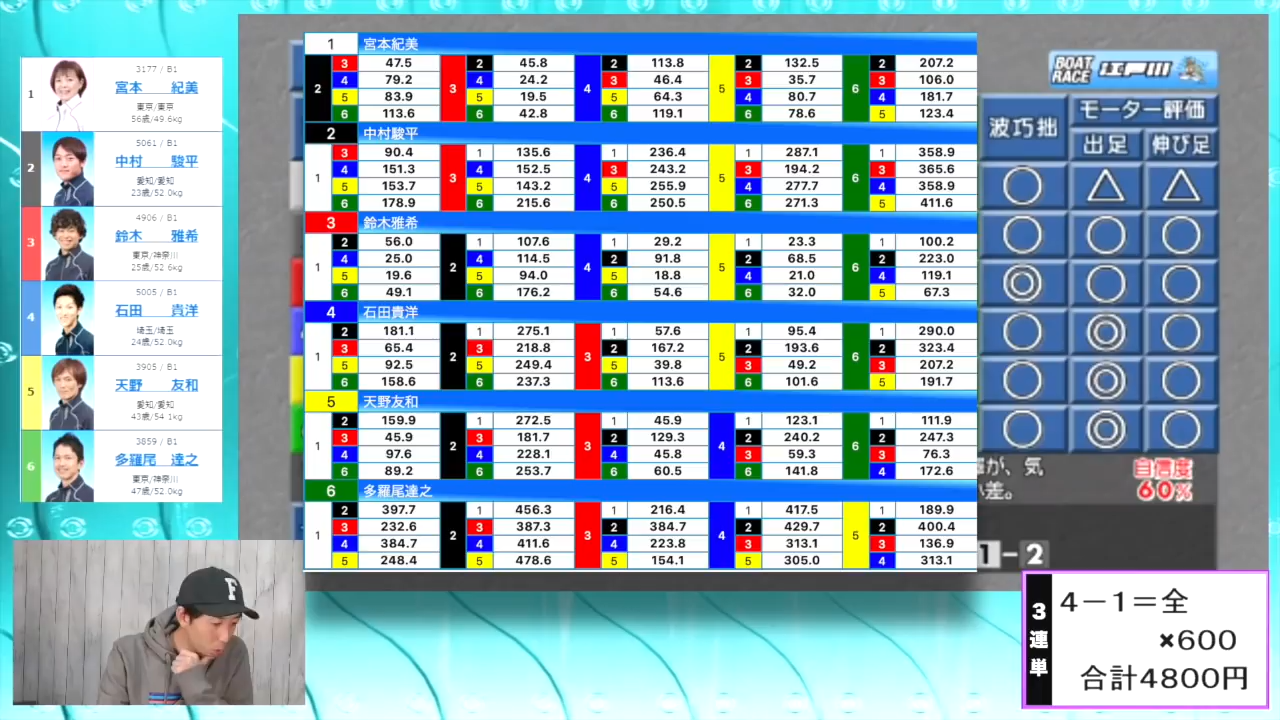 1
3177 / B1
宮本 紀美
東京/東京
56歳/49.6kg
2
5061 / B1
中村 駿平
愛知/愛知
23歳/52.0kg
3
4906 / B1
鈴木 雅希
東京/神奈川
25歳/52.6kg
4
5005 / B1
石田 貴洋
埼玉/埼玉
24歳/52.0kg
5
3905 / B1
天野 友和
愛知/愛知
43歳/54.1kg
6
3859 / B1
多羅尾 達之
東京/神奈川
47歳/52.0kg
1 宮本紀美
2 3 47.5 3 2 45.8 4 2 113.8 5 2 132.5 6 2 207.2
4 79.2 4 24.2 3 46.4 3 35.7 3 106.0
5 83.9 5 19.5 5 64.3 4 80.7 4 181.7
6 113.6 6 42.8 6 119.1 6 78.6 5 123.4
2 中村駿平
1 3 90.4 3 1 135.6 4 1 236.4 5 1 287.1 6 1 358.9
4 151.3 4 152.5 3 243.2 3 194.2 3 365.6
5 153.7 5 143.2 5 255.9 4 277.7 4 358.9
6 178.9 6 215.6 6 250.5 6 271.3 5 411.6
3 鈴木雅希
1 2 56.0 2 1 107.6 4 1 29.2 5 1 23.3 6 1 100.2
4 25.0 4 114.5 2 91.8 2 68.5 2 223.0
5 19.6 5 94.0 5 18.8 4 21.0 4 119.1
6 49.1 6 176.2 6 54.6 6 32.0 5 67.3
4 石田貴洋
1 2 181.1 2 1 275.1 3 1 57.6 5 1 95.4 6 1 290.0
3 65.4 3 218.8 2 167.2 2 193.6 2 323.4
5 92.5 5 249.4 5 39.8 3 49.2 3 207.2
6 158.6 6 237.3 6 113.6 6 101.6 5 191.7
5 天野友和
1 2 159.9 2 1 272.5 3 1 45.9 4 1 123.1 6 1 111.9
3 45.9 3 181.7 2 129.3 2 240.2 2 247.3
4 97.6 4 228.1 4 45.8 3 59.3 3 76.3
6 89.2 6 253.7 6 60.5 6 141.8 4 172.6
6 多羅尾達之
1 2 397.7 2 1 456.3 3 1 216.4 4 1 417.5 5 1 189.9
3 232.6 3 387.3 2 384.7 2 429.7 2 400.4
4 384.7 4 411.6 4 223.8 3 313.1 3 136.9
5 248.4 5 478.6 5 154.1 5 305.0 4 313.1
BOAT RACE 江戸川
波巧拙 モーター評価
出足 伸び足
○ △ △
○ ○ ○
◎ ○ ○
○ ◎ ○
○ ◎ ○
○ ◎ ○
が、気
差。
自信度
60%
1-2
F
3連単
4-1=全
×600
合計4800円